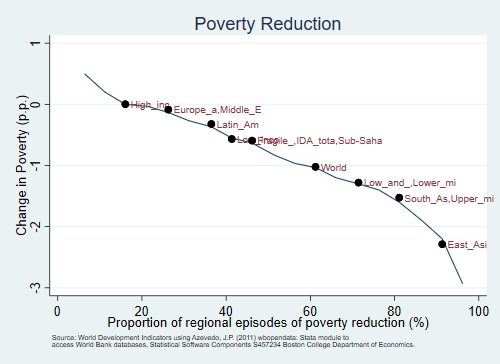 Poverty Reduction
Change in Poverty (p.p.)
1
0
-1
-2
-3
High_inc
Europe_a,Middle_E
Latin_Am
Fragile_,IDA_tota,Sub-Saha
World
Low_and_,Lower_mi
South_As,Upper_mi
East_Asi
0 20 40 60 80 100
Proportion of regional episodes of poverty reduction (%)
Source: World Development Indicators using Azevedo, J.P. (2011) wbopendata: Stata module to
access World Bank databases, Statistical Software Components S457234 Boston College Department of Economics.